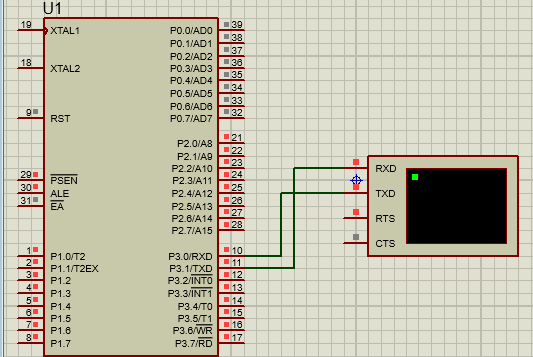 U1
19 XTAL1 P0.0/AD0 39
P0.1/AD1 38
P0.2/AD2 37
18 XTAL2 P0.3/AD3 36
P0.4/AD4 35
P0.5/AD5 34
P0.6/AD6 33
9 RST P0.7/AD7 32
P2.0/A8 21
P2.1/A9 22
P2.2/A10 23
29 PSEN P2.3/A11 24
30 ALE P2.4/A12 25
31 EA P2.5/A13 26
P2.6/A14 27
P2.7/A15 28
1 P1.0/T2 P3.0/RXD 10
2 P1.1/T2EX P3.1/TXD 11
3 P1.2 P3.2/INT0 12
4 P1.3 P3.3/INT1 13
5 P1.4 P3.4/T0 14
6 P1.5 P3.5/T1 15
7 P1.6 P3.6/WR 16
8 P1.7 P3.7/RD 17
RXD
TXD
RTS
CTS